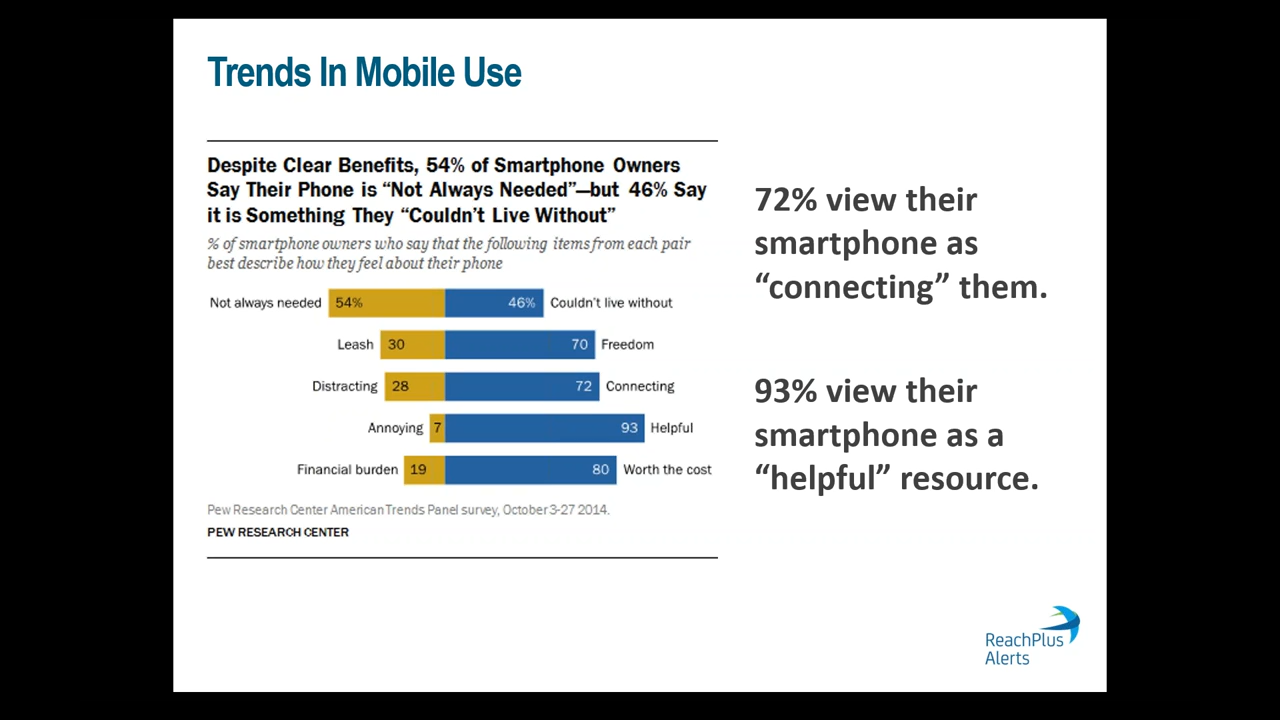 Trends In Mobile Use
Despite Clear Benefits, 54% of Smartphone Owners
Say Their Phone is “Not Always Needed”—but 46% Say
it is Something They “Couldn’t Live Without”
% of smartphone owners who say that the following items from each pair
best describe how they feel about their phone
Not always needed 54% 46% Couldn’t live without
Leash 30 70 Freedom
Distracting 28 72 Connecting
Annoying 7 93 Helpful
Financial burden 19 80 Worth the cost
Pew Research Center American Trends Panel survey, October 3-27 2014.
PEW RESEARCH CENTER
72% view their
smartphone as
“connecting” them.
93% view their
smartphone as a
“helpful” resource.
ReachPlus
Alerts